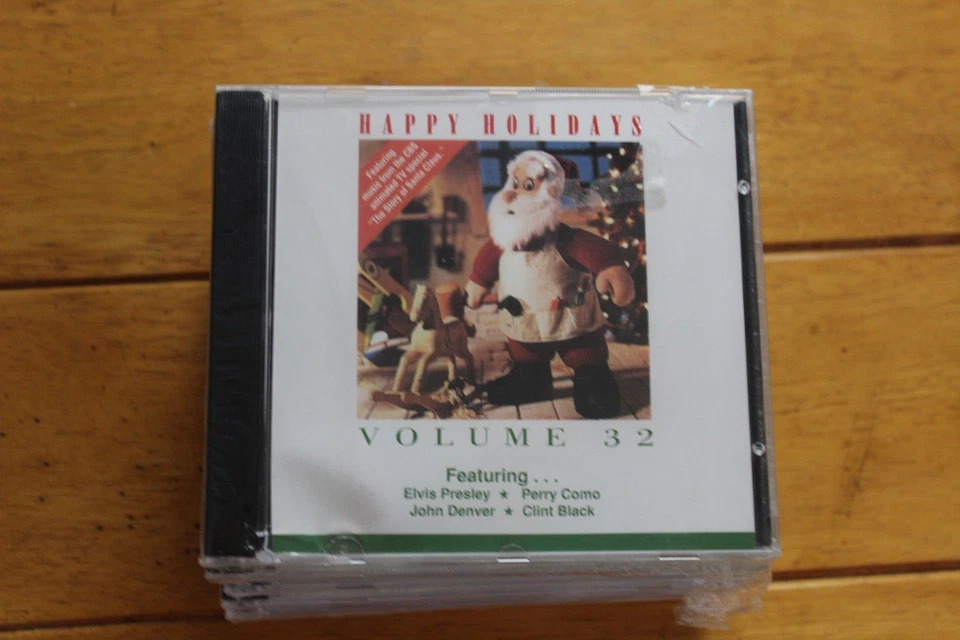 HAPPY HOLIDAYS
Featuring
music from the CBS
animated TV special
"The Story of Santa Claus."
VOLUME 32
Featuring . . .
Elvis Presley ★ Perry Como
John Denver ★ Clint Black